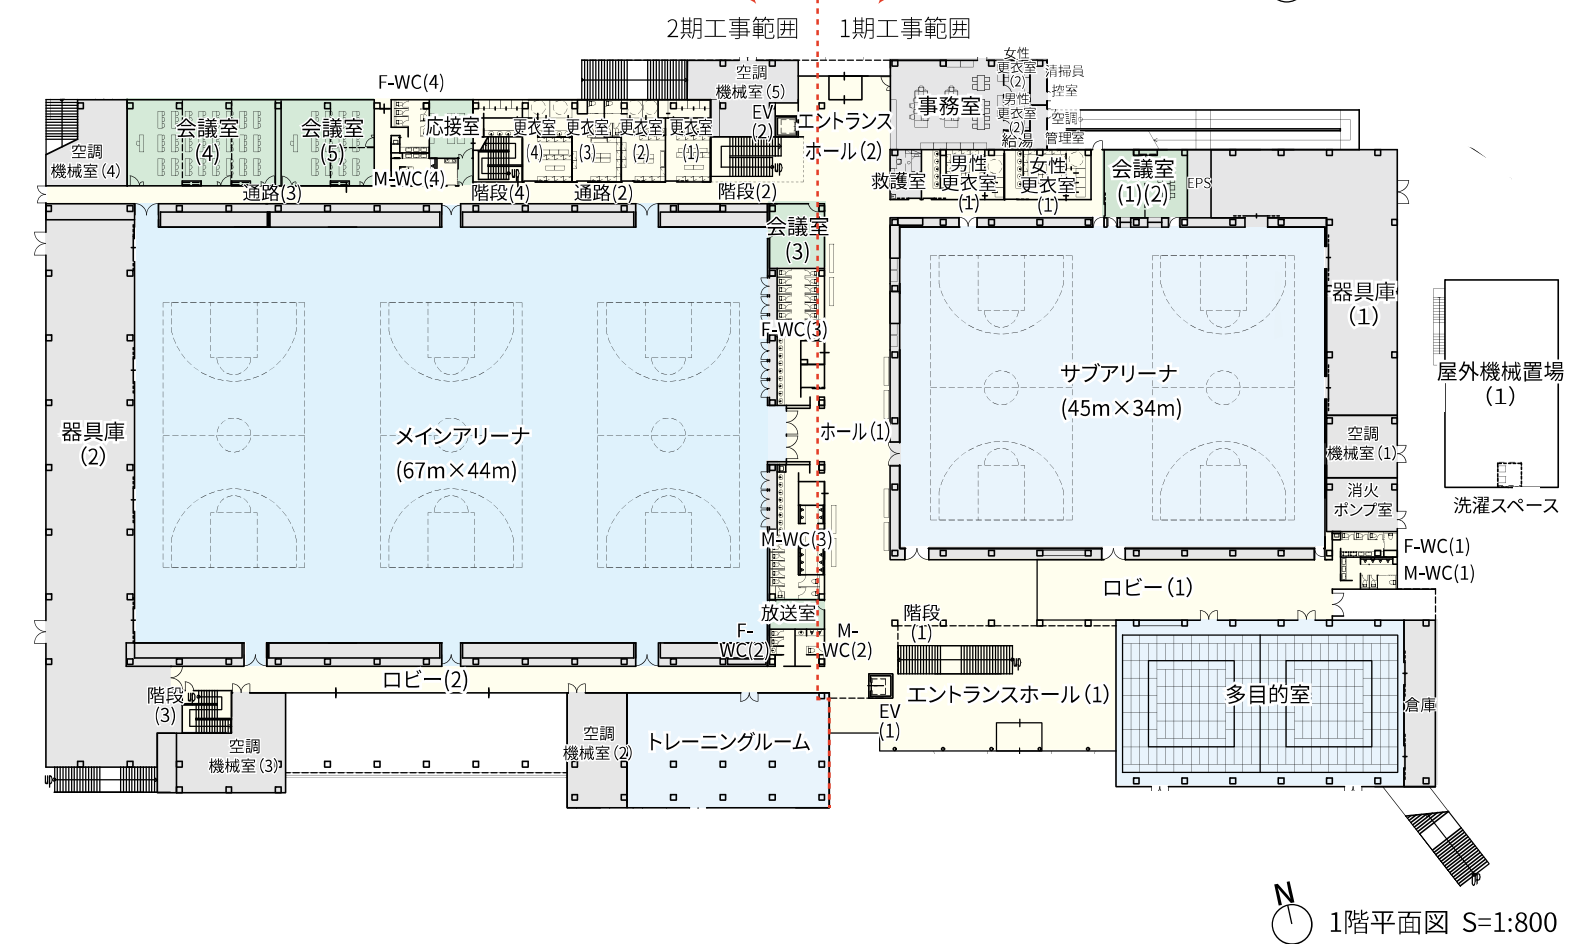 2期工事範囲
1期工事範囲
F-WC(4)
空調
機械室(5)
女性
更衣室
(2)
清掃員
控室
男性
更衣室
(2)
給湯
空調
管理室
事務室
EV
(2)
エントランス
ホール(2)
会議室
(4)
会議室
(5)
応接室
更衣室
(4)
更衣室
(3)
更衣室
(2)
更衣室
(1)
空調
機械室(4)
M-WC(4)
通路(3)
階段(4)
通路(2)
階段(2)
救護室
男性
更衣室
(1)
女性
更衣室
(1)
会議室
(1)(2)
EPS
会議室
(3)
F-WC(3)
器具庫
(1)
屋外機械置場
(1)
洗濯スペース
サブアリーナ
(45m×34m)
メインアリーナ
(67m×44m)
器具庫
(2)
ホール(1)
空調
機械室(1)
消火
ポンプ室
M-WC(3)
F-WC(1)
M-WC(1)
ロビー(1)
放送室
F-
WC(2)
M-
WC(2)
階段
(1)
UP
ロビー(2)
階段
(3)
EV
(1)
エントランスホール(1)
多目的室
倉庫
空調
機械室(3)
空調
機械室(2)
トレーニングルーム
UP
UP
N
1階平面図 S=1:800